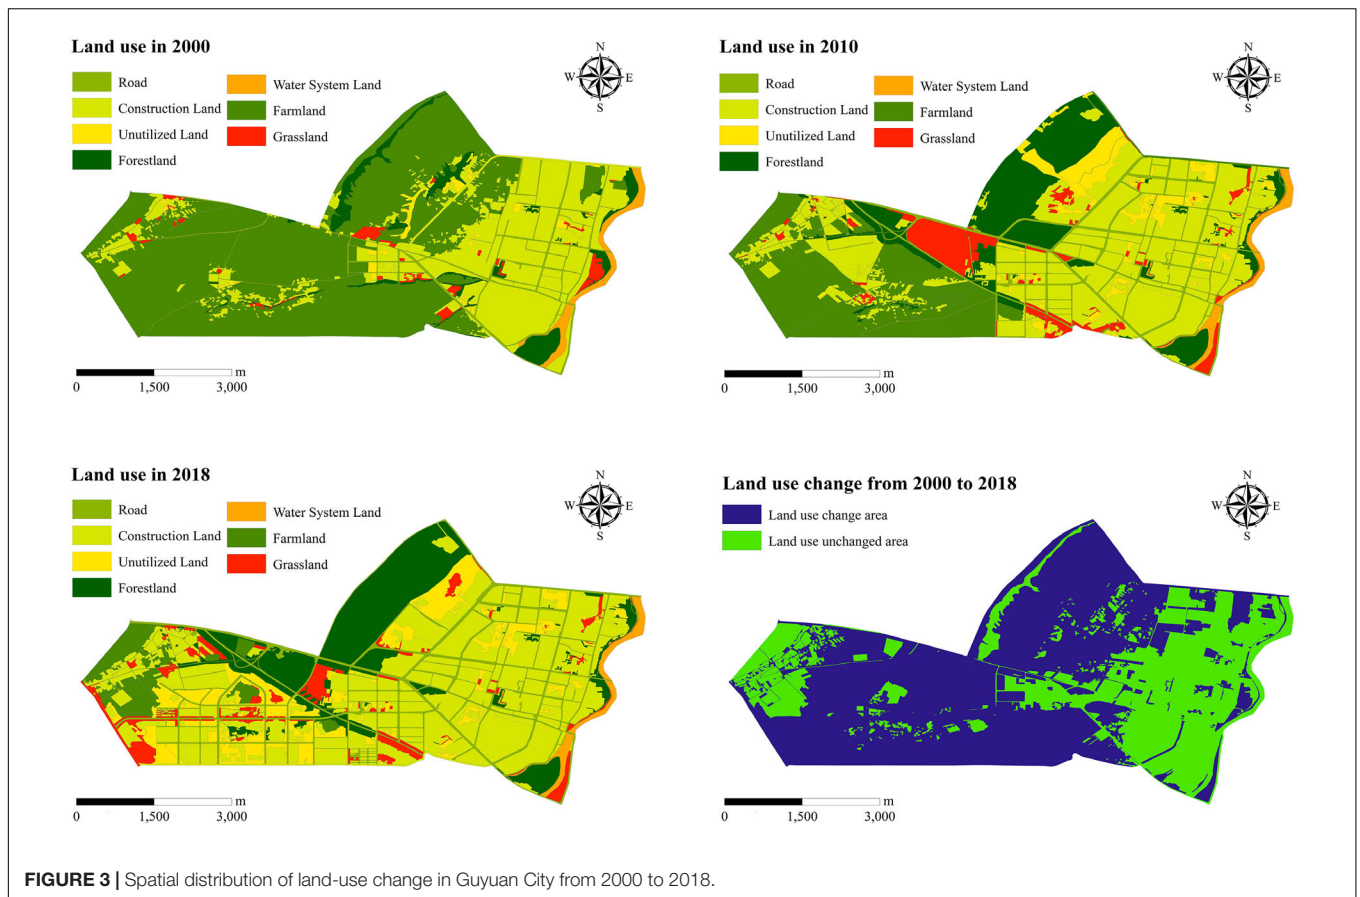 Land use in 2000
Road
Construction Land
Unutilized Land
Forestland
Water System Land
Farmland
Grassland
N
W E
S
m
0 1,500 3,000
Land use in 2010
Road
Construction Land
Unutilized Land
Forestland
Water System Land
Farmland
Grassland
N
W E
S
m
0 1,500 3,000
Land use in 2018
Road
Construction Land
Unutilized Land
Forestland
Water System Land
Farmland
Grassland
N
W E
S
m
0 1,500 3,000
Land use change from 2000 to 2018
Land use change area
Land use unchanged area
N
W E
S
m
0 1,500 3,000
FIGURE 3 | Spatial distribution of land-use change in Guyuan City from 2000 to 2018.